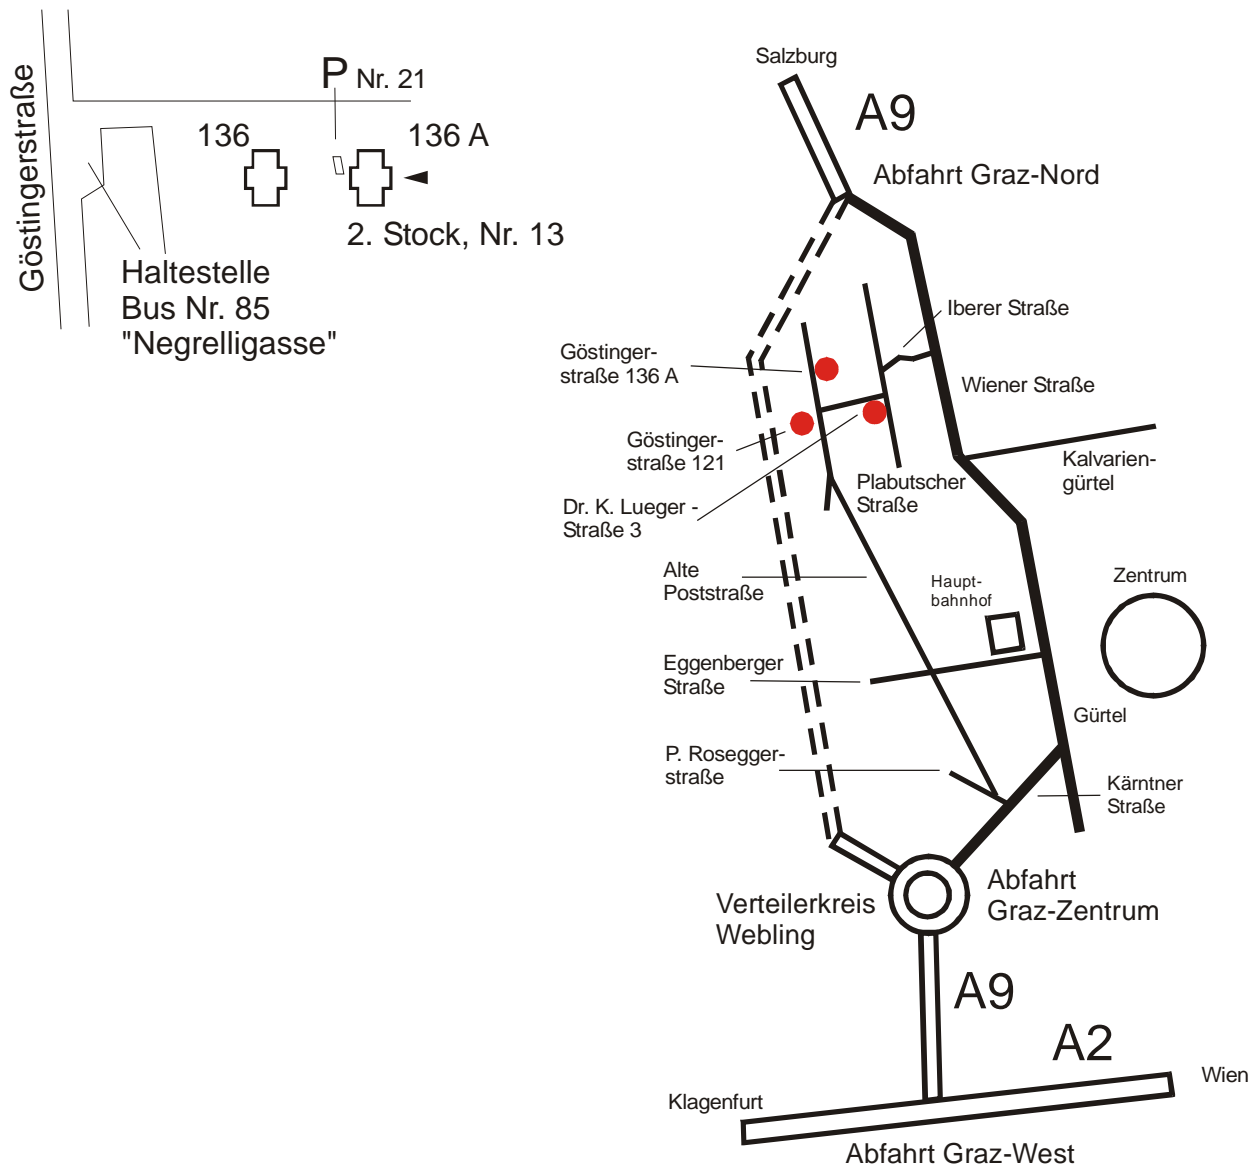 Göstingerstraße
P Nr. 21
136
136 A
2. Stock, Nr. 13
Haltestelle
Bus Nr. 85
"Negrelligasse"
Salzburg
A9
Abfahrt Graz-Nord
Iberer Straße
Göstinger-
straße 136 A
Wiener Straße
Göstinger-
straße 121
Kalvarien-
gürtel
Plabutscher
Straße
Dr. K. Lueger -
Straße 3
Alte
Poststraße
Haupt-
bahnhof
Zentrum
Eggenberger
Straße
Gürtel
P. Rosegger-
straße
Kärntner
Straße
Verteilerkreis
Webling
Abfahrt
Graz-Zentrum
A9
A2
Wien
Klagenfurt
Abfahrt Graz-West